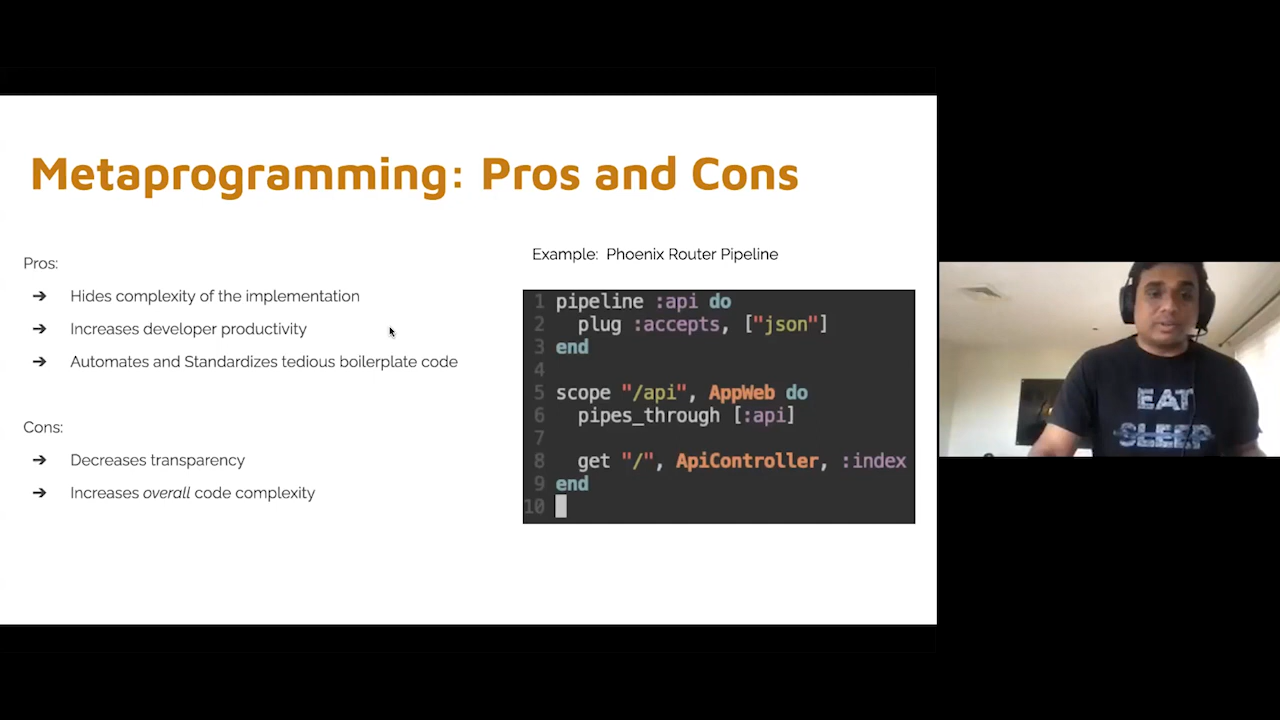 Metaprogramming: Pros and Cons
Pros:
➔ Hides complexity of the implementation
➔ Increases developer productivity
➔ Automates and Standardizes tedious boilerplate code
Cons:
➔ Decreases transparency
➔ Increases overall code complexity
Example: Phoenix Router Pipeline
1 pipeline :api do
2   plug :accepts, ["json"]
3 end
4
5 scope "/api", AppWeb do
6   pipes_through [:api]
7
8   get "/", ApiController, :index
9 end
10
EAT
SLEEP